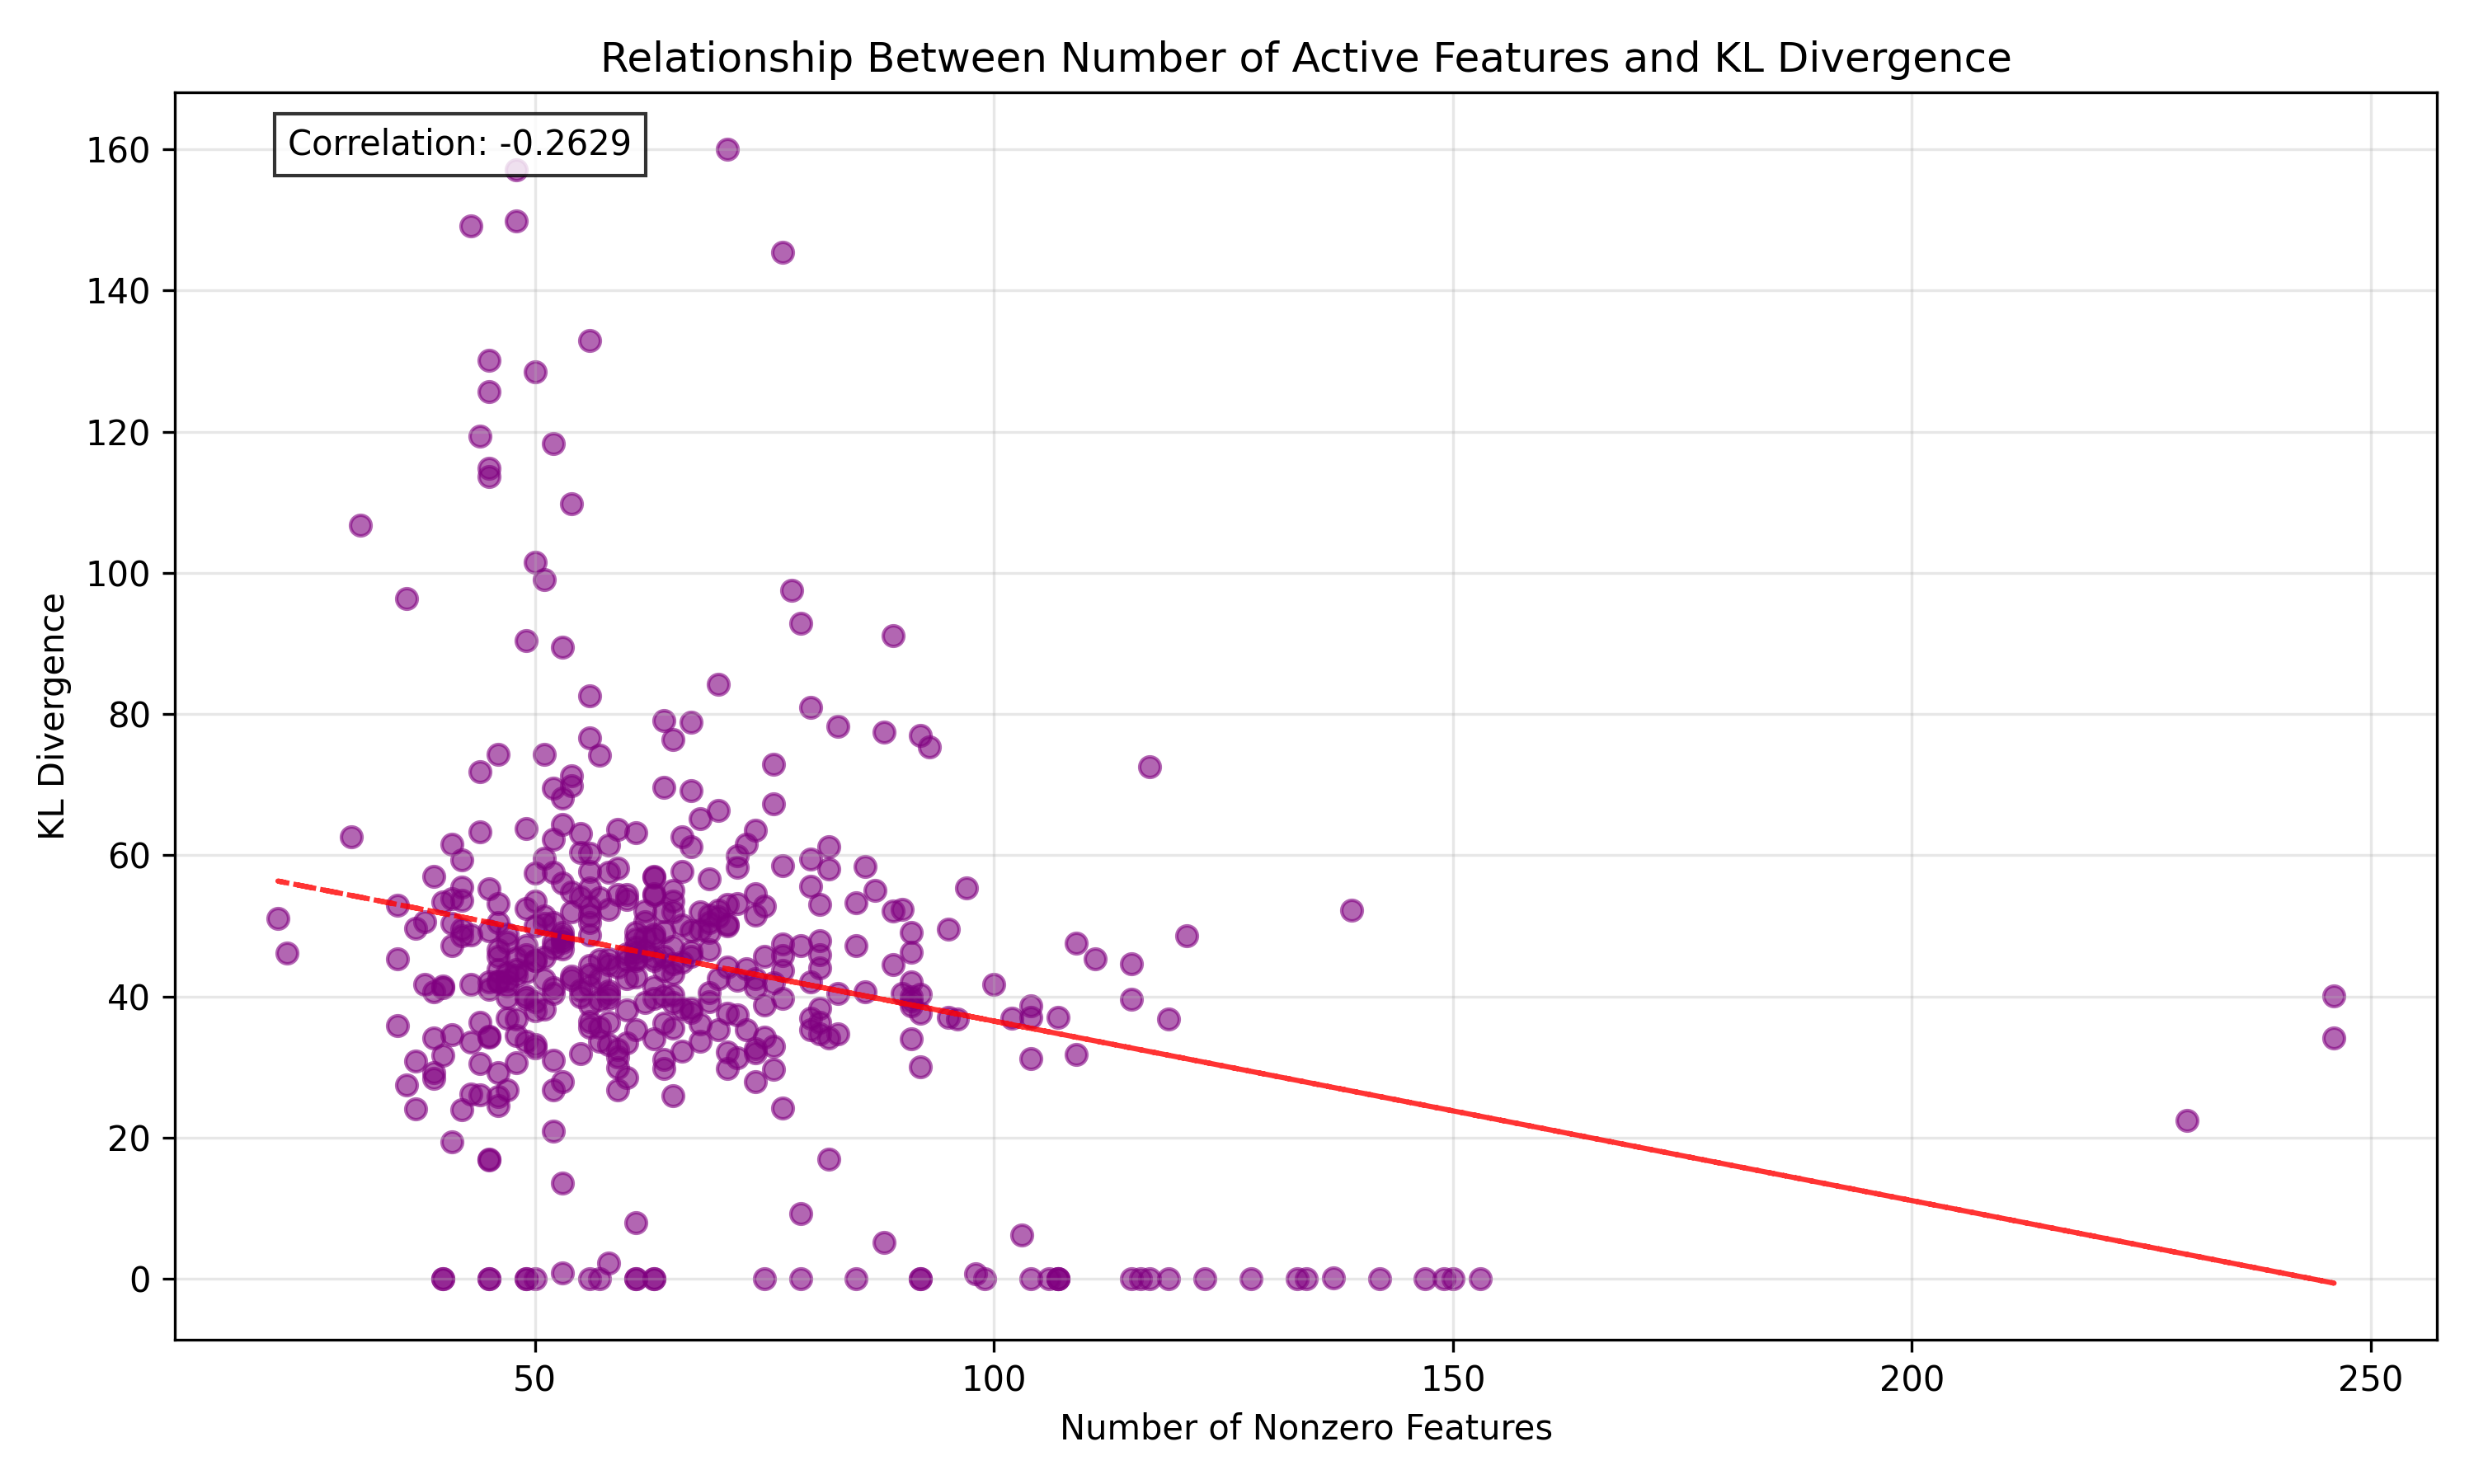 Relationship Between Number of Active Features and KL Divergence
Correlation: -0.2629
KL Divergence
160
140
120
100
80
60
40
20
0
50 100 150 200 250
Number of Nonzero Features